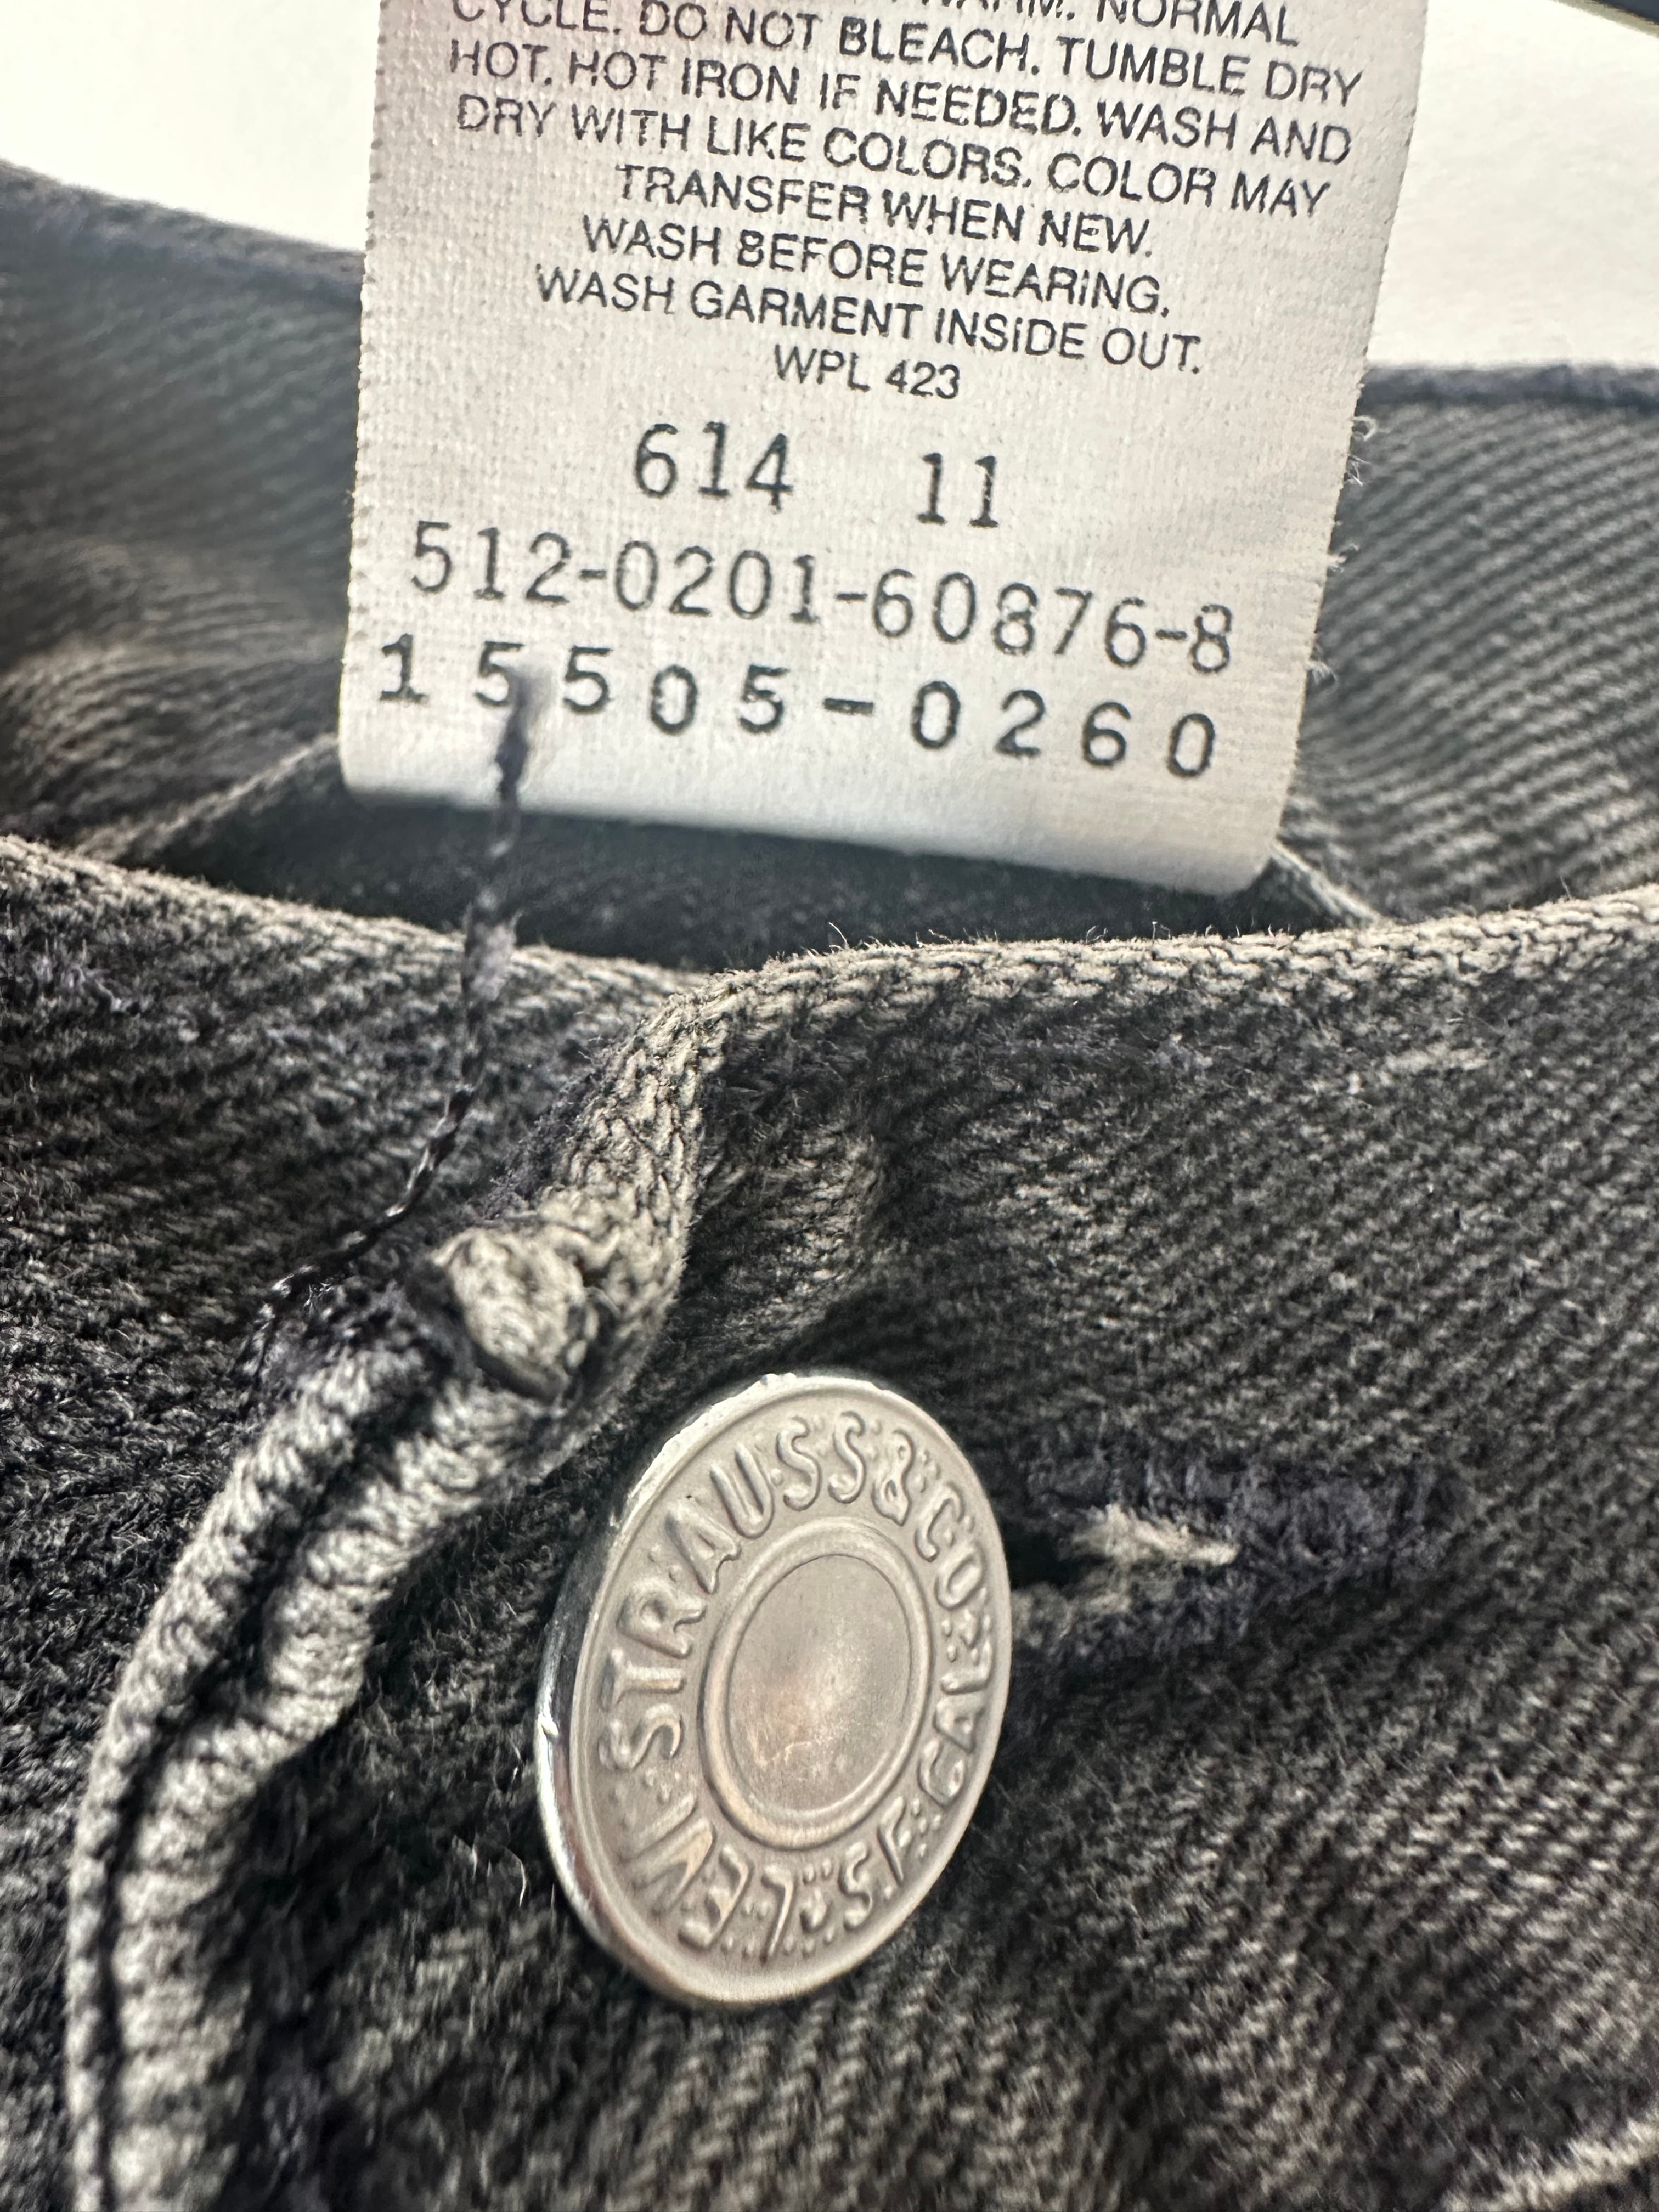 WARM. NORMAL
CYCLE. DO NOT BLEACH. TUMBLE DRY
HOT. HOT IRON IF NEEDED. WASH AND
DRY WITH LIKE COLORS. COLOR MAY
TRANSFER WHEN NEW.
WASH BEFORE WEARING.
WASH GARMENT INSIDE OUT.
WPL 423
614 11
512-0201-60876-8
15505-0260
LEVI STRAUSS & CO S.F. CAL